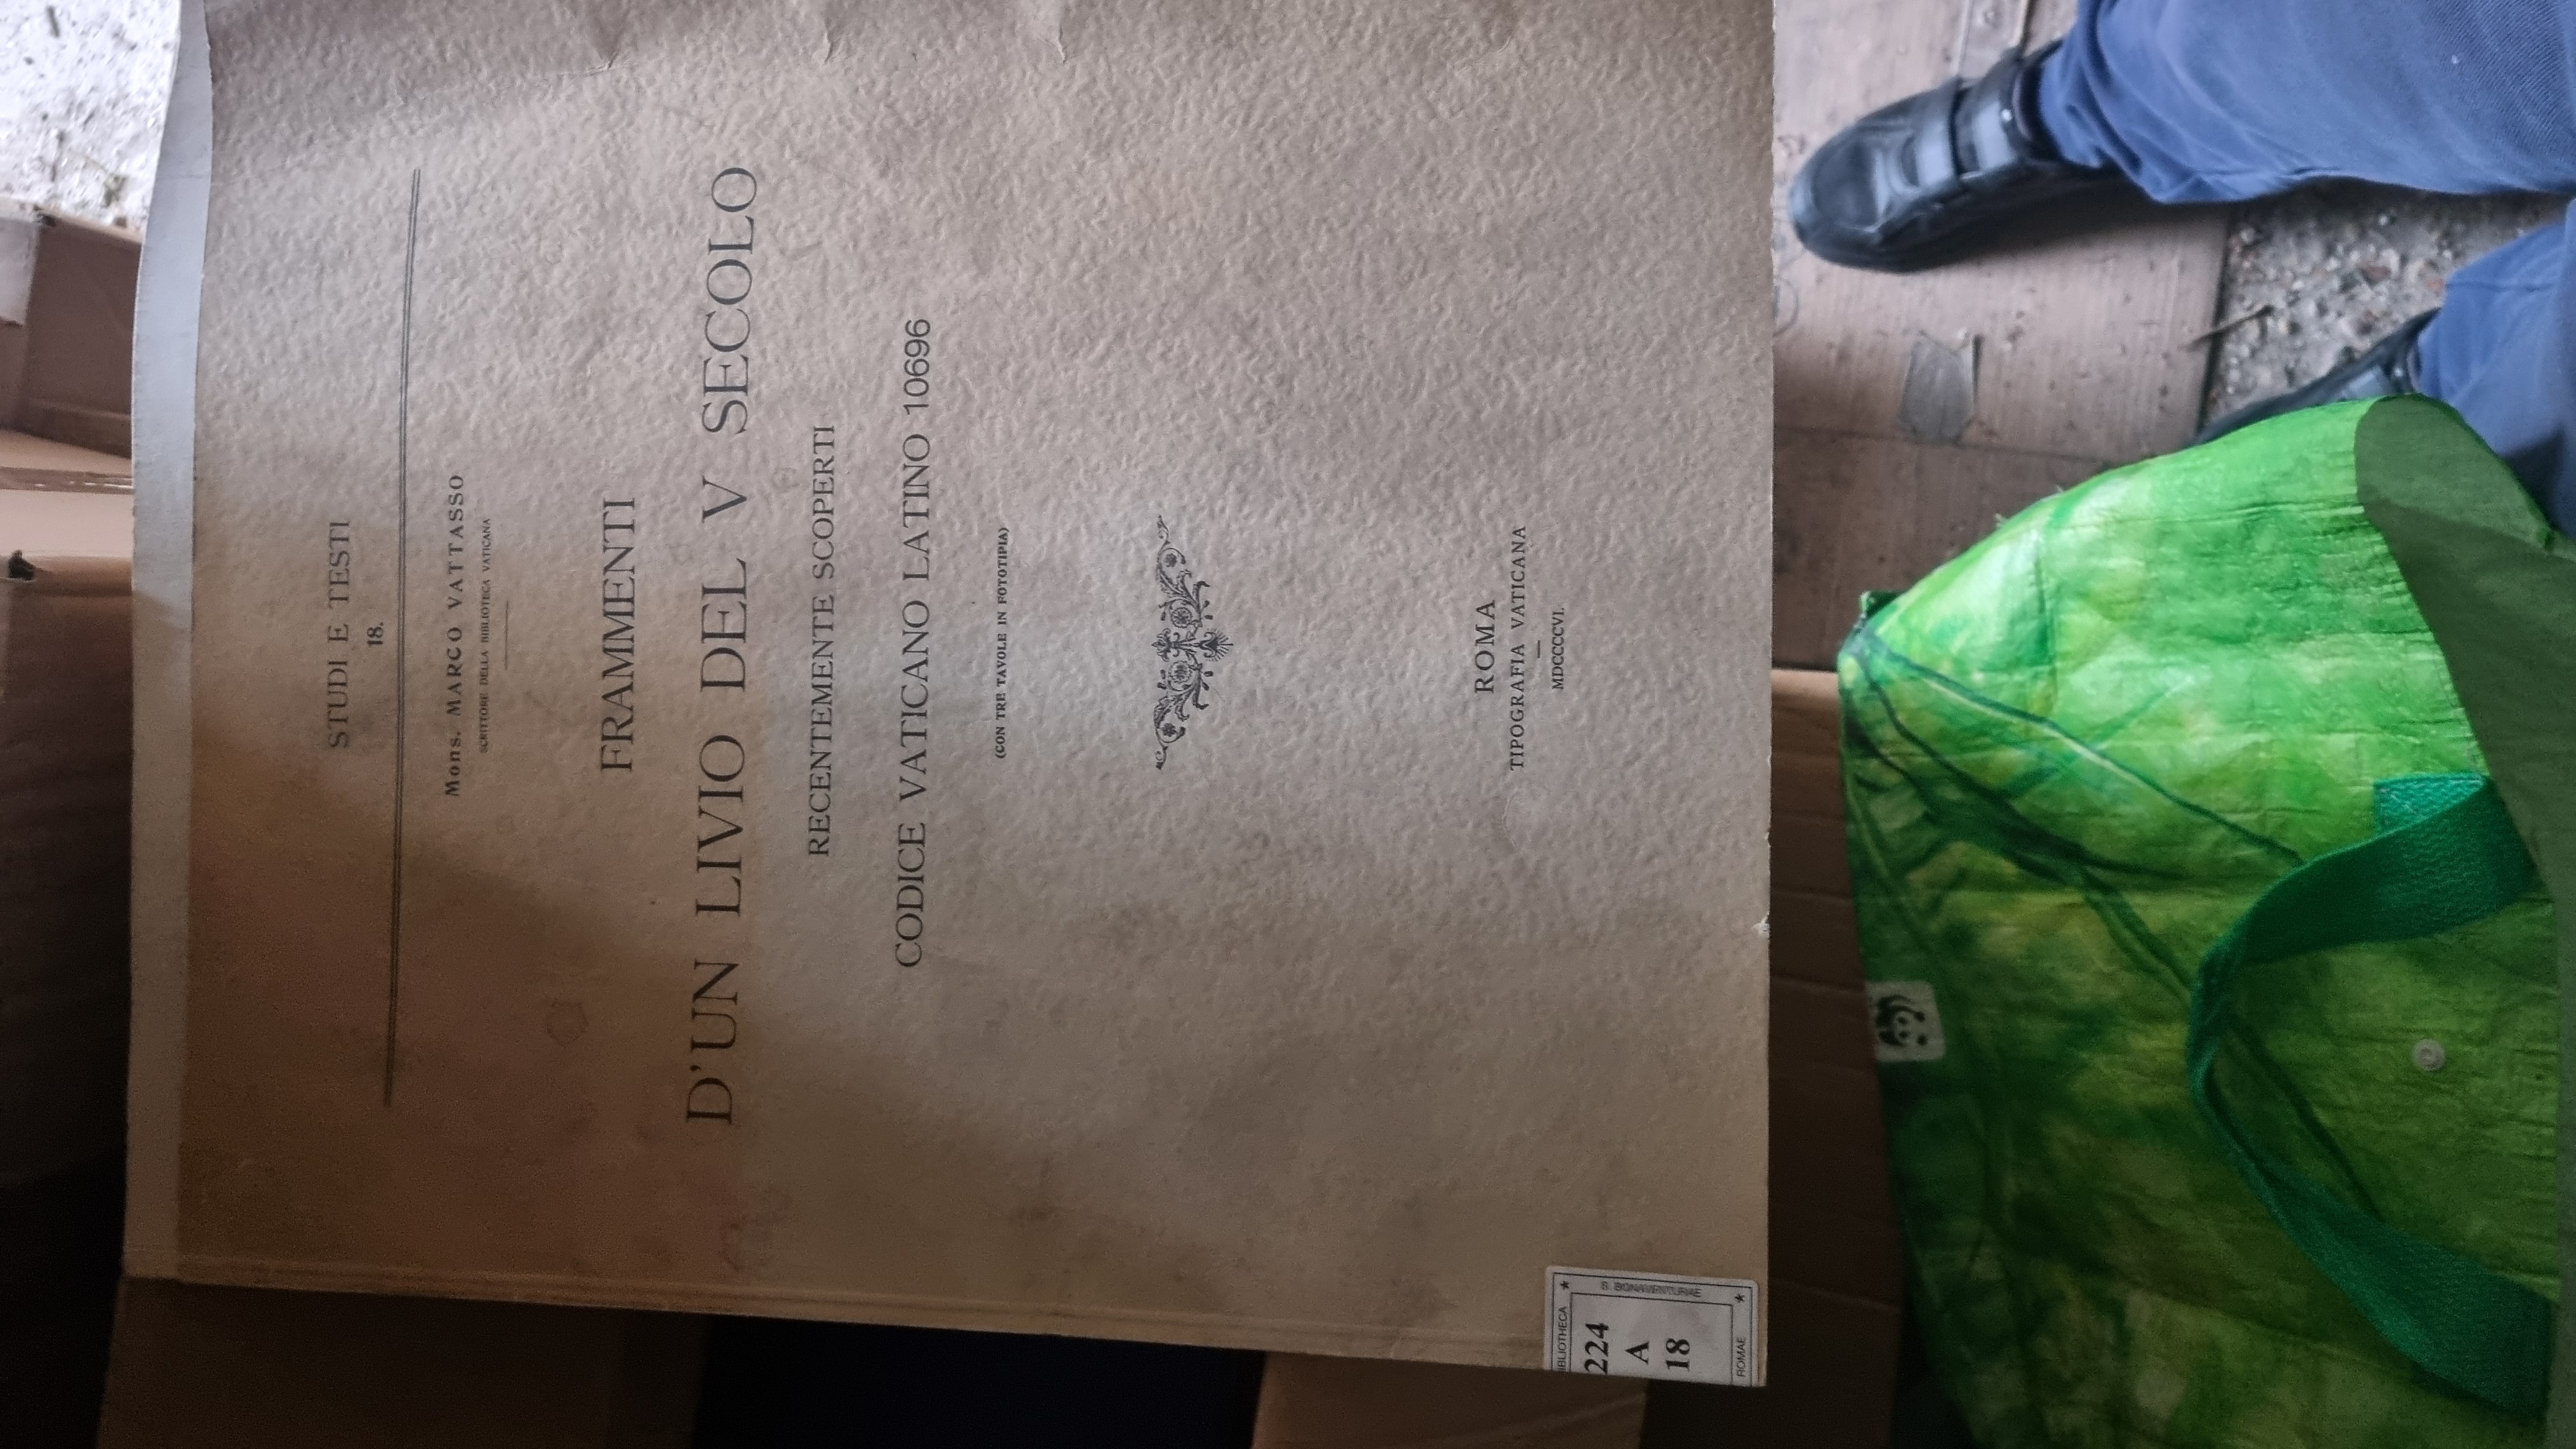 STUDI E TESTI
18.
Mons. MARCO VATTASSO
SCRITTORE DELLA BIBLIOTECA VATICANA
FRAMMENTI
D'UN LIVIO DEL V SECOLO
RECENTEMENTE SCOPERTI
CODICE VATICANO LATINO 10696
(CON TRE TAVOLE IN FOTOTIPIA)
ROMA
TIPOGRAFIA VATICANA
MDCCCCVI.
S. BONAVENTURAE
224
A
18
ROMAE